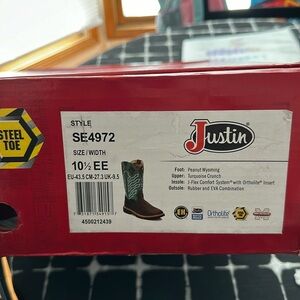 STEEL
TOE
STYLE
SE4972
SIZE / WIDTH
10½ EE
EU-43.5 CM-27.3 UK-9.5
4500212439
Justin
Foot: Peanut Wyoming
Upper: Turquoise Crunch
Insole: J-Flex Comfort System® with Ortholite® Insert
Outsole: Rubber and EVA Combination
Ortholite